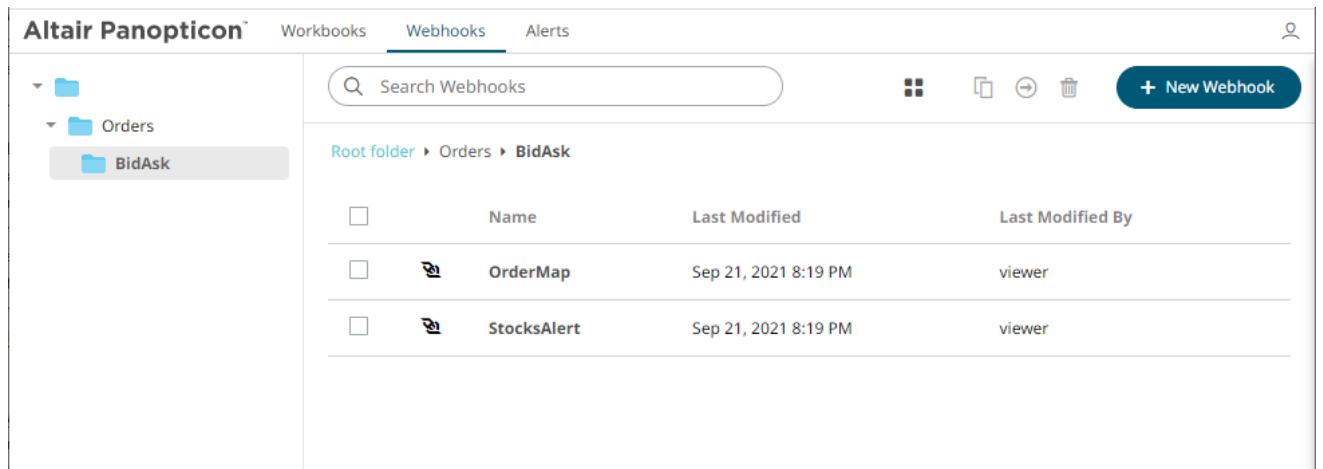 Altair Panopticon™ Workbooks Webhooks Alerts
Search Webhooks + New Webhook
Orders
BidAsk
Root folder ▸ Orders ▸ BidAsk
Name Last Modified Last Modified By
OrderMap Sep 21, 2021 8:19 PM viewer
StocksAlert Sep 21, 2021 8:19 PM viewer